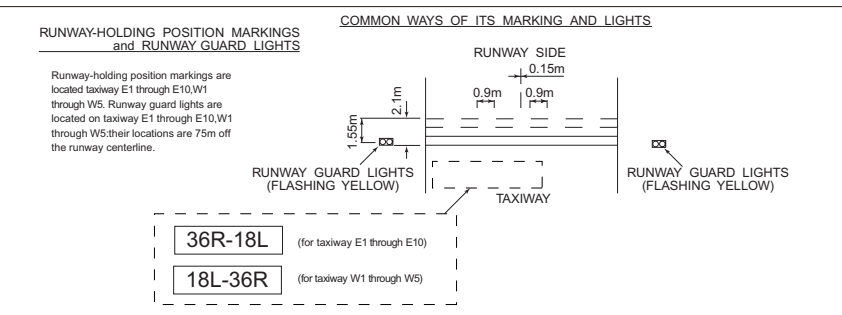 RUNWAY-HOLDING POSITION MARKINGS
and RUNWAY GUARD LIGHTS
Runway-holding position markings are
located taxiway E1 through E10,W1
through W5. Runway guard lights are
located on taxiway E1 through E10,W1
through W5:their locations are 75m off
the runway centerline.
COMMON WAYS OF ITS MARKING AND LIGHTS
RUNWAY SIDE
0.15m
0.9m 0.9m
2.1m
1.55m
RUNWAY GUARD LIGHTS
(FLASHING YELLOW)
RUNWAY GUARD LIGHTS
(FLASHING YELLOW)
TAXIWAY
36R-18L (for taxiway E1 through E10)
18L-36R (for taxiway W1 through W5)